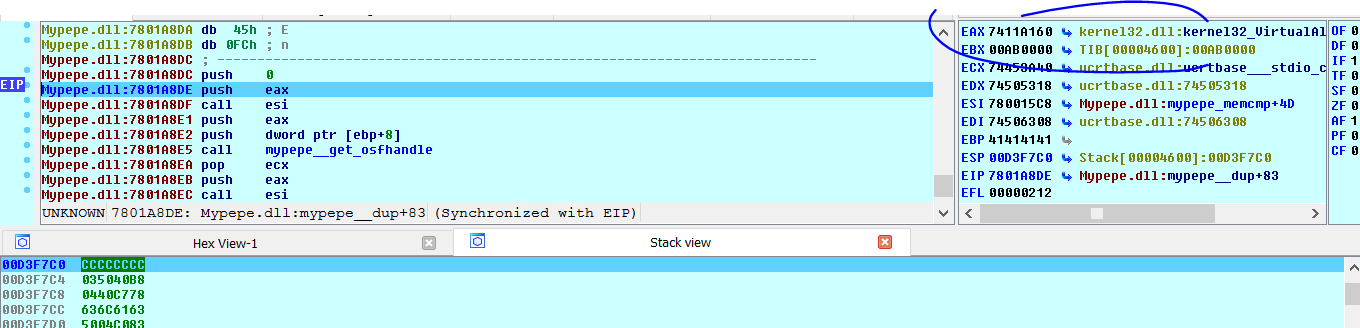 Mypepe.dll:7801A8DA db 45h ; E
Mypepe.dll:7801A8DB db 0FCh ; n
Mypepe.dll:7801A8DC ; ---------------------------------------------------------------------------
Mypepe.dll:7801A8DC push 0
EIP Mypepe.dll:7801A8DE push eax
Mypepe.dll:7801A8DF call esi
Mypepe.dll:7801A8E1 push eax
Mypepe.dll:7801A8E2 push dword ptr [ebp+8]
Mypepe.dll:7801A8E5 call mypepe__get_osfhandle
Mypepe.dll:7801A8EA pop ecx
Mypepe.dll:7801A8EB push eax
Mypepe.dll:7801A8EC call esi
UNKNOWN 7801A8DE: Mypepe.dll:mypepe__dup+83 (Synchronized with EIP)
EAX 7411A160 kernel32.dll:kernel32_VirtualAl
EBX 00AB0000 TIB[00004600]:00AB0000
ECX 74453A40 ucrtbase.dll:ucrtbase___stdio_c
EDX 74505318 ucrtbase.dll:74505318
ESI 780015C8 Mypepe.dll:mypepe_memcmp+4D
EDI 74506308 ucrtbase.dll:74506308
EBP 41414141
ESP 00D3F7C0 Stack[00004600]:00D3F7C0
EIP 7801A8DE Mypepe.dll:mypepe__dup+83
EFL 00000212
OF 0
DF 0
IF 1
TF 0
SF 0
ZF 0
AF 1
PF 0
CF 0
Hex View-1
Stack view
00D3F7C0 CCCCCCCC
00D3F7C4 035040B8
00D3F7C8 0440C778
00D3F7CC 636C6163
00D3F7D0 5004C083